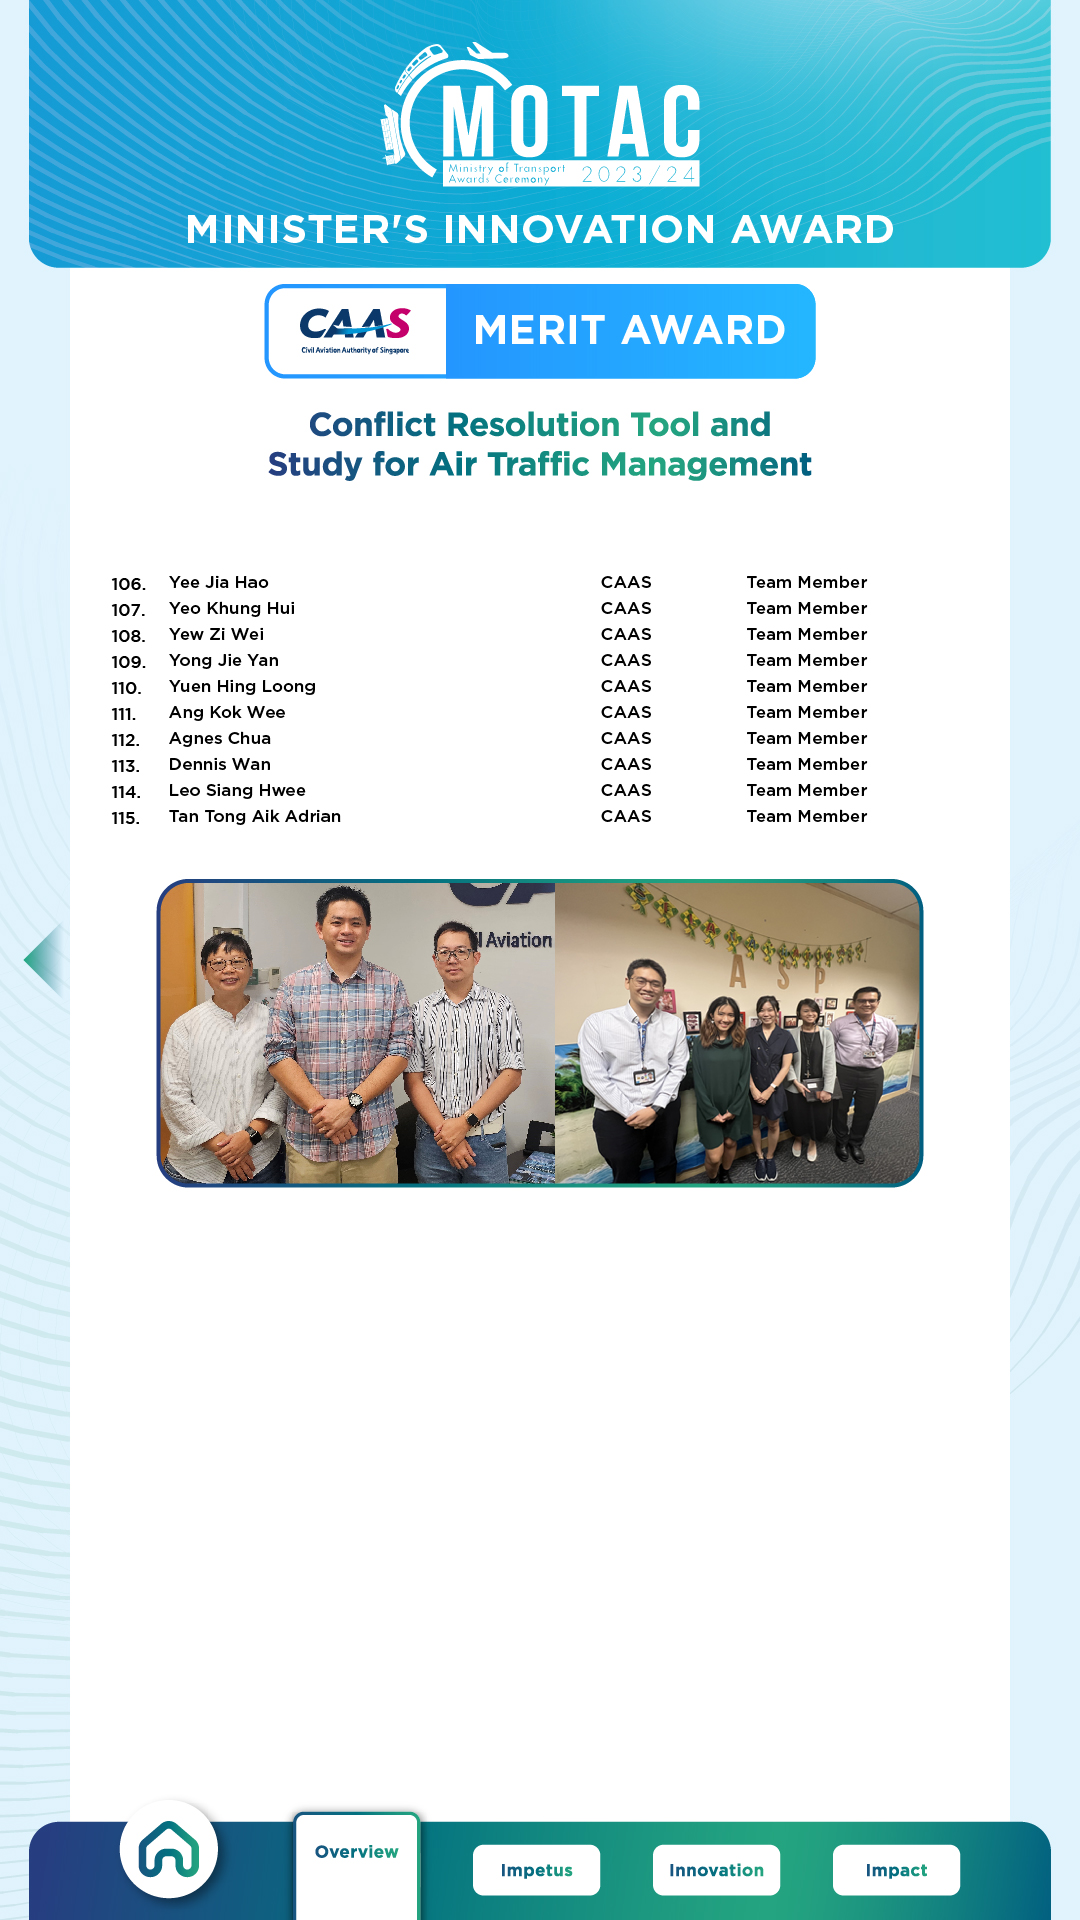 MOTAC
Ministry of Transport
Awards Ceremony
2023/24
MINISTER'S INNOVATION AWARD
CAAS
Civil Aviation Authority of Singapore
MERIT AWARD
Conflict Resolution Tool and
Study for Air Traffic Management
106. Yee Jia Hao CAAS Team Member
107. Yeo Khung Hui CAAS Team Member
108. Yew Zi Wei CAAS Team Member
109. Yong Jie Yan CAAS Team Member
110. Yuen Hing Loong CAAS Team Member
111. Ang Kok Wee CAAS Team Member
112. Agnes Chua CAAS Team Member
113. Dennis Wan CAAS Team Member
114. Leo Siang Hwee CAAS Team Member
115. Tan Tong Aik Adrian CAAS Team Member
il Aviation
A S P
Overview
Impetus
Innovation
Impact